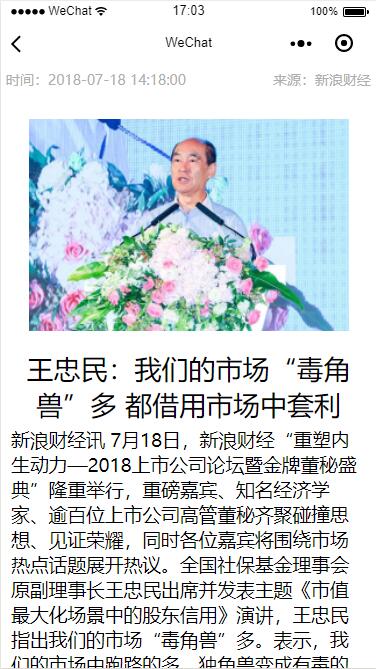 WeChat
17:03
100%
WeChat
时间：2018-07-18 14:18:00 来源：新浪财经
王忠民：我们的市场“毒角
兽”多 都借用市场中套利
新浪财经讯 7月18日，新浪财经“重塑内
生动力—2018上市公司论坛暨金牌董秘盛
典”隆重举行，重磅嘉宾、知名经济学
家、逾百位上市公司高管董秘齐聚碰撞思
想、见证荣耀，同时各位嘉宾将围绕市场
热点话题展开热议。全国社保基金理事会
原副理事长王忠民出席并发表主题《市值
最大化场景中的股东信用》演讲，王忠民
指出我们的市场“毒角兽”多。表示，我
们的市场中跑路的多，独角兽变成有毒的